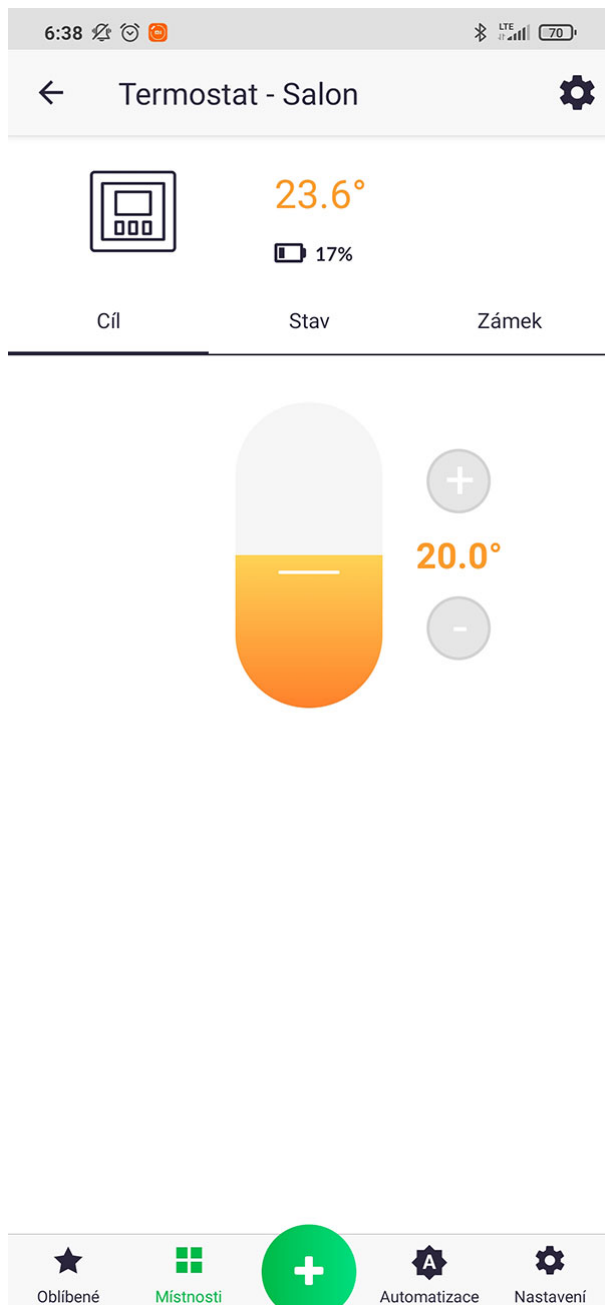 6:38 LTE 70
Termostat - Salon
23.6°
17%
Cíl Stav Zámek
+
20.0°
-
+
A
Oblíbené Místnosti Automatizace Nastavení